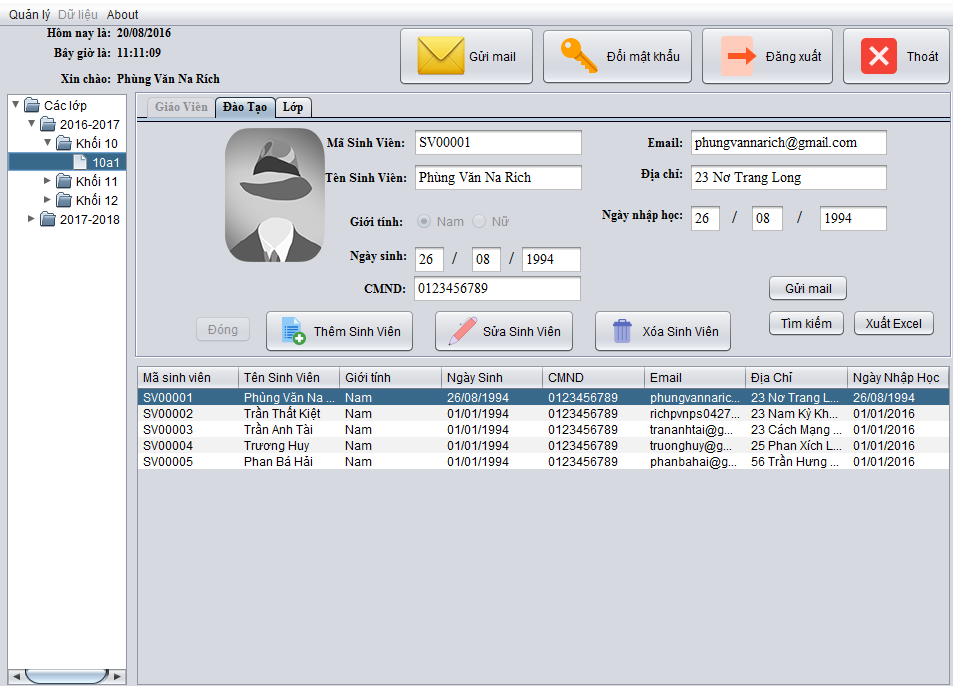 Quản lý Dữ liệu About
Hôm nay là: 20/08/2016
Bây giờ là: 11:11:09
Xin chào: Phùng Văn Na Rích
Gửi mail
Đổi mật khẩu
Đăng xuất
Thoát
Các lớp
2016-2017
Khối 10
10a1
Khối 11
Khối 12
2017-2018
Giáo Viên Đào Tạo Lớp
Mã Sinh Viên: SV00001
Tên Sinh Viên: Phùng Văn Na Rich
Giới tính: Nam Nữ
Ngày sinh: 26 / 08 / 1994
CMND: 0123456789
Email: phungvannarich@gmail.com
Địa chỉ: 23 Nơ Trang Long
Ngày nhập học: 26 / 08 / 1994
Gửi mail
Tìm kiếm Xuất Excel
Đóng Thêm Sinh Viên Sửa Sinh Viên Xóa Sinh Viên
Mã sinh viên Tên Sinh Viên Giới tính Ngày Sinh CMND Email Địa Chỉ Ngày Nhập Học
SV00001 Phùng Văn Na ... Nam 26/08/1994 0123456789 phungvannaric... 23 Nơ Trang L... 26/08/1994
SV00002 Trần Thất Kiệt Nam 01/01/1994 0123456789 richpvnps0427... 23 Nam Kỳ Kh... 01/01/2016
SV00003 Trần Anh Tài Nam 01/01/1994 0123456789 trananhtai@g... 23 Cách Mạng ... 01/01/2016
SV00004 Trương Huy Nam 01/01/1994 0123456789 truonghuy@g... 25 Phan Xích L... 01/01/2016
SV00005 Phan Bá Hải Nam 01/01/1994 0123456789 phanbahai@g... 56 Trần Hưng ... 01/01/2016